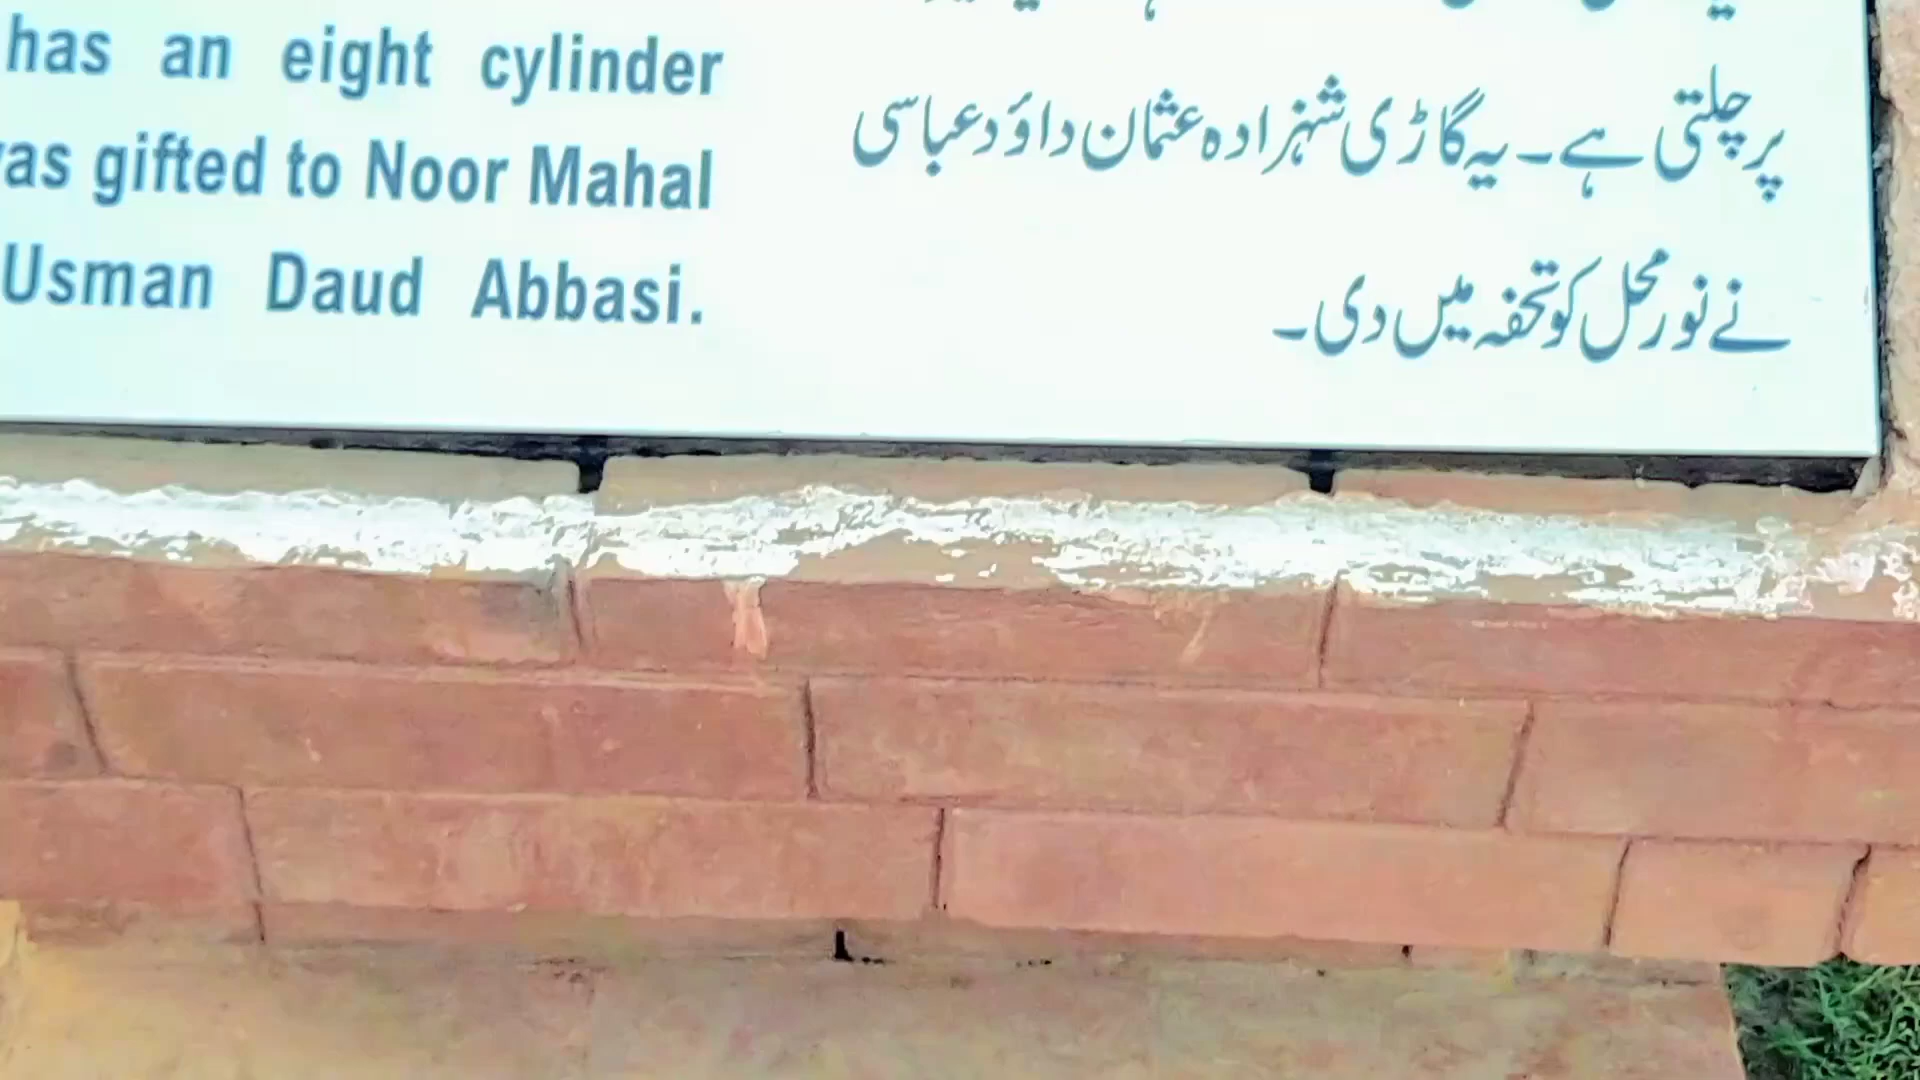 has an eight cylinder
was gifted to Noor Mahal
Usman Daud Abbasi.
پر چلتی ہے۔ یہ گاڑی شہزادہ عثمان داؤد عباسی
نے نور محل کو تحفہ میں دی۔